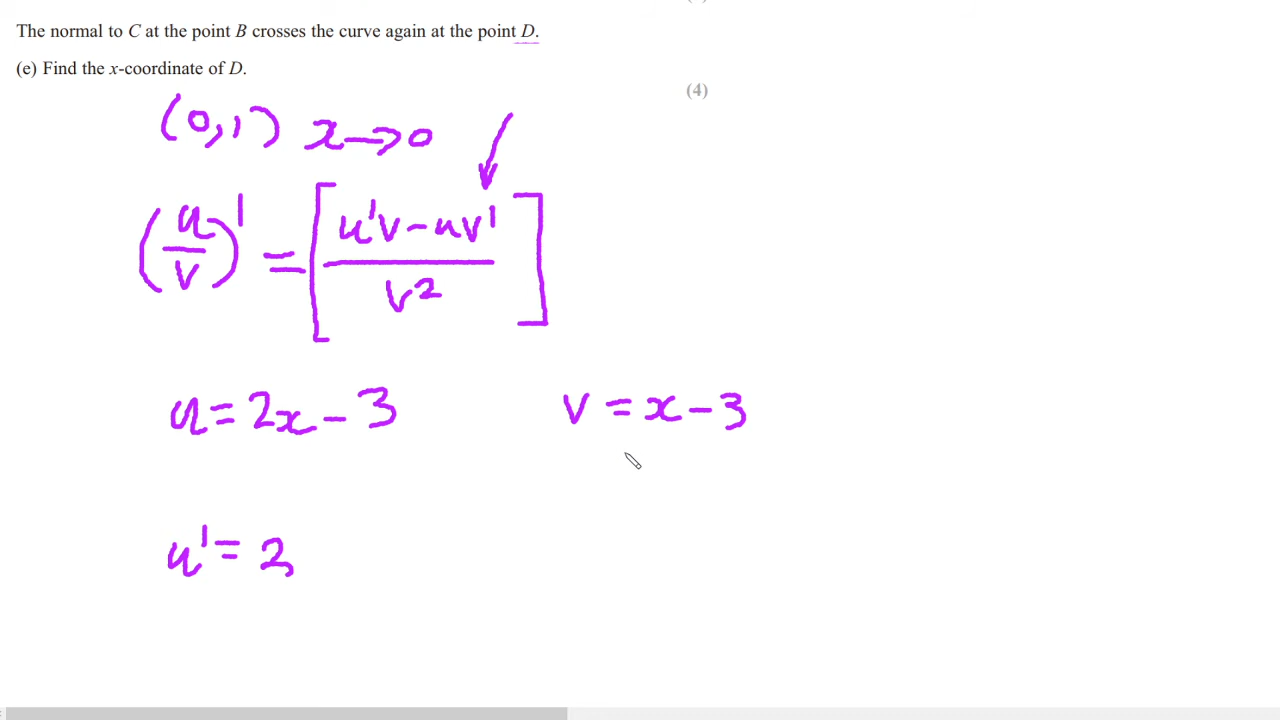 The normal to C at the point B crosses the curve again at the point D.
(e) Find the x-coordinate of D.
(4)
(0,1) x→0
(u/v)' = [(u'v-uv')/v²]
u=2x-3 v=x-3
u'=2